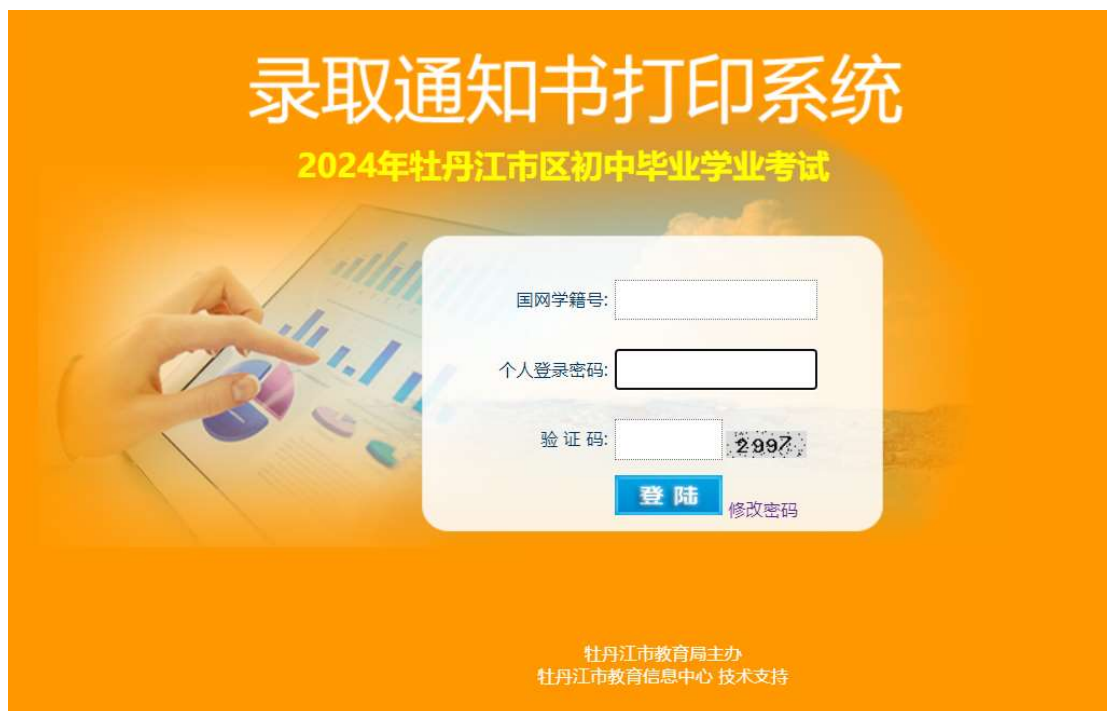 录取通知书打印系统
2024年牡丹江市区初中毕业学业考试
国网学籍号:
个人登录密码:
验 证 码:
2997
登 陆
修改密码
牡丹江市教育局主办
牡丹江市教育信息中心 技术支持